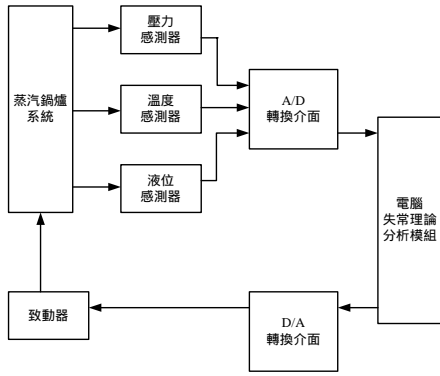 壓力
感測器
蒸汽鍋爐
系統
溫度
感測器
A/D
轉換介面
液位
感測器
電腦
失常理論
分析模組
致動器
D/A
轉換介面